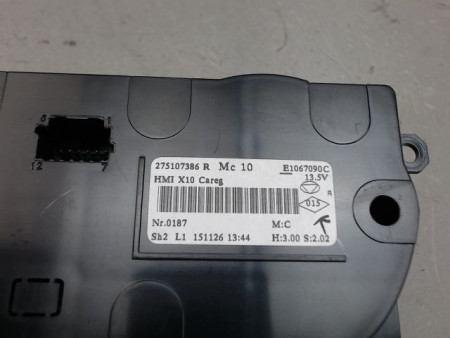 6
12 7
275107386 R Mc 10 E1067090C
HMI X10 Careg 13.5V
R
015
Nr.0187 M:C
Sh2 L1 151126 13:44 H:3.00 S:2.02